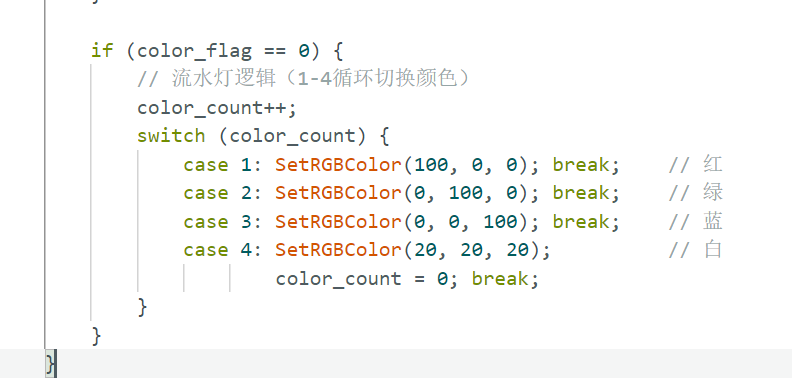 }
if (color_flag == 0) {
// 流水灯逻辑（1-4循环切换颜色）
color_count++;
switch (color_count) {
case 1: SetRGBColor(100, 0, 0); break; // 红
case 2: SetRGBColor(0, 100, 0); break; // 绿
case 3: SetRGBColor(0, 0, 100); break; // 蓝
case 4: SetRGBColor(20, 20, 20); // 白
color_count = 0; break;
}
}
}